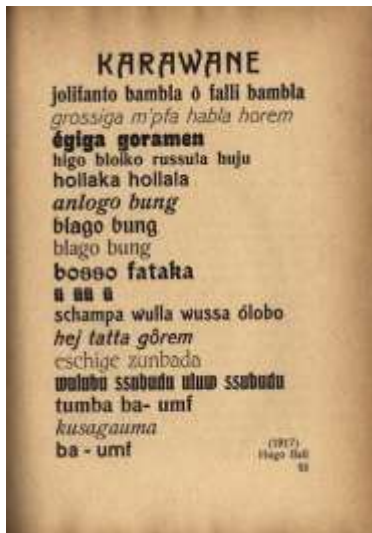 KARAWANE
jolifanto bambla ô falli bambla
grossiga m'pfa habla horem
égiga goramen
higo bloiko russula huju
hollaka hollala
anlogo bung
blago bung
blago bung
bosso fataka
ü üü ü
schampa wulla wussa ólobo
hej tatta gôrem
eschige zunbada
wulubu ssubudu uluw ssubudu
tumba ba- umf
kusagauma
ba - umf
(1917)
Hugo Ball